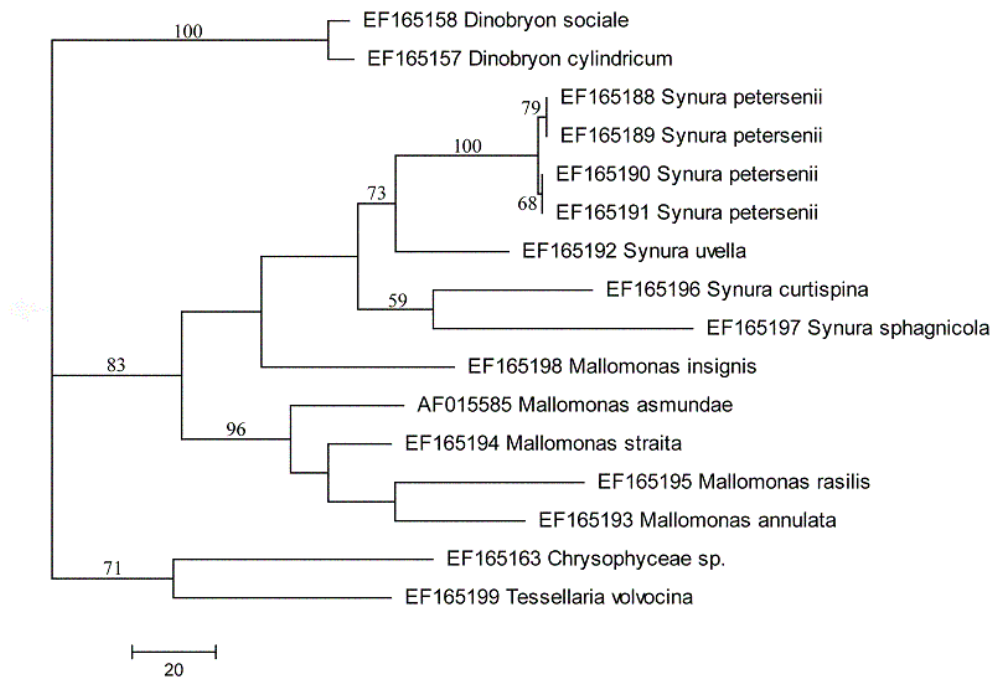 EF165158 Dinobryon sociale
100
EF165157 Dinobryon cylindricum
EF165188 Synura petersenii
79
EF165189 Synura petersenii
100
EF165190 Synura petersenii
73
68
EF165191 Synura petersenii
EF165192 Synura uvella
EF165196 Synura curtispina
59
EF165197 Synura sphagnicola
83
EF165198 Mallomonas insignis
AF015585 Mallomonas asmundae
96
EF165194 Mallomonas straita
EF165195 Mallomonas rasilis
EF165193 Mallomonas annulata
EF165163 Chrysophyceae sp.
71
EF165199 Tessellaria volvocina
20